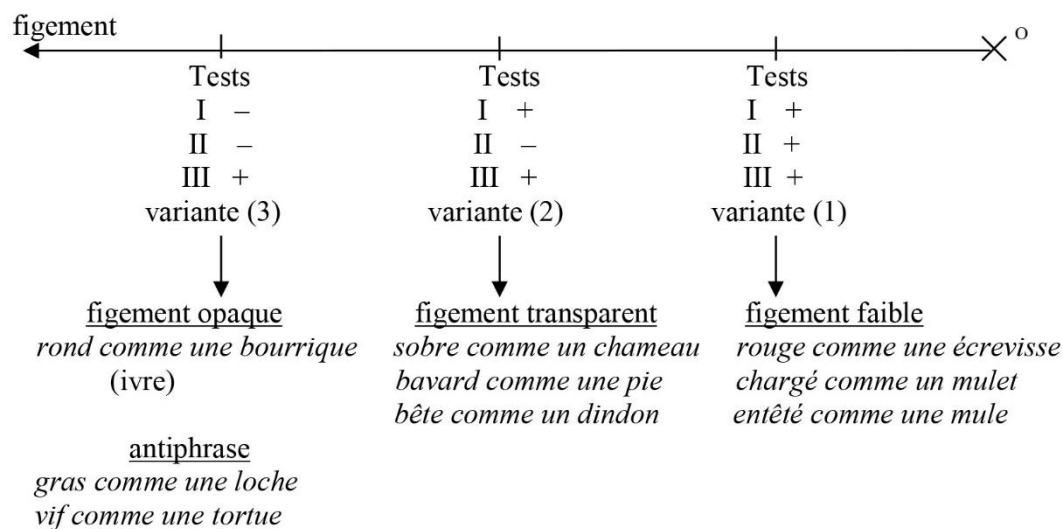 figement
o
Tests Tests Tests
I – I + I +
II – II – II +
III + III + III +
variante (3) variante (2) variante (1)
figement opaque figement transparent figement faible
rond comme une bourrique sobre comme un chameau rouge comme une écrevisse
(ivre) bavard comme une pie chargé comme un mulet
bête comme un dindon entêté comme une mule
antiphrase
gras comme une loche
vif comme une tortue